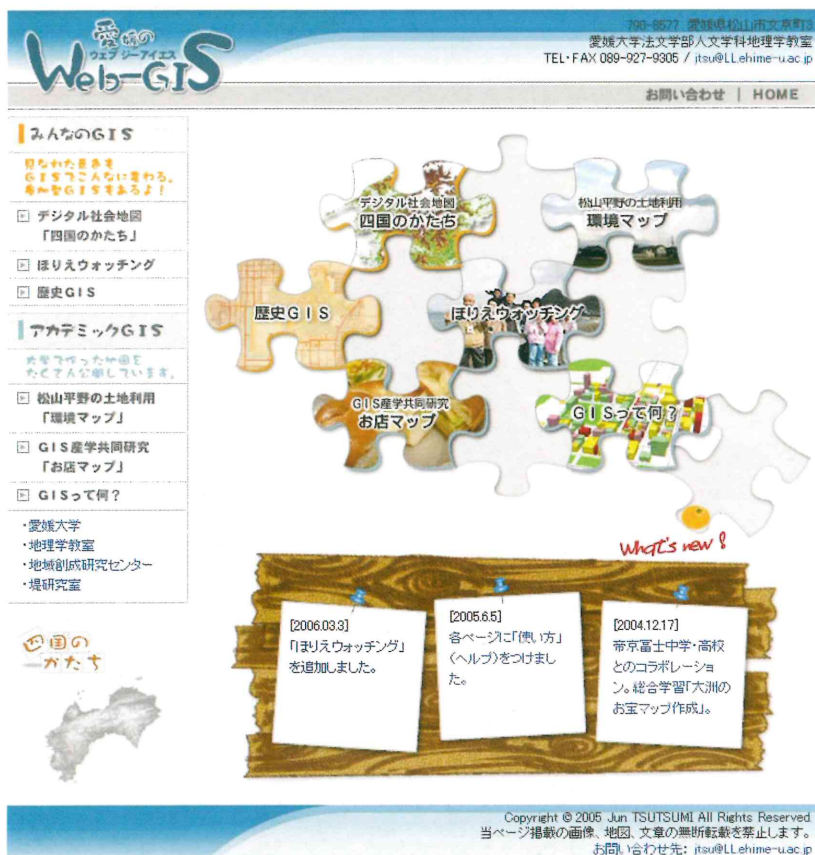 愛媛の
ウェブ ジーアイエス
Web-GIS
790-8577 愛媛県松山市文京町3
愛媛大学法文学部人文学科地理学教室
TEL・FAX 089-927-9305 / jtsu@LL.ehime-u.ac.jp
お問い合わせ | HOME
みんなのGIS
見なれた長さも
GISでこんなに変わる。
参加型GISもあるよ！
デジタル社会地図
「四国のかたち」
ほりえウォッチング
歴史GIS
アカデミックGIS
大学で作った地図を
たくさん公開しています。
松山平野の土地利用
「環境マップ」
GIS産学共同研究
「お店マップ」
GISって何？
・愛媛大学
・地理学教室
・地域創成研究センター
・堤研究室
四国の
かたち
デジタル社会地図
四国のかたち
松山平野の土地利用
環境マップ
歴史GIS
ほりえウォッチング
GIS産学共同研究
お店マップ
GISって何？
What's new!
[2006.03.3]
「ほりえウォッチング」
を追加しました。
[2005.6.5]
各ページに「使い方」
(ヘルプ)をつけまし
た。
[2004.12.17]
帝京冨士中学・高校
とのコラボレーショ
ン。総合学習「大洲の
お宝マップ作成」。
Copyright © 2005 Jun TSUTSUMI All Rights Reserved
当ページ掲載の画像、地図、文章の無断転載を禁止します。
お問い合わせ先: jtsu@LL.ehime-u.ac.jp